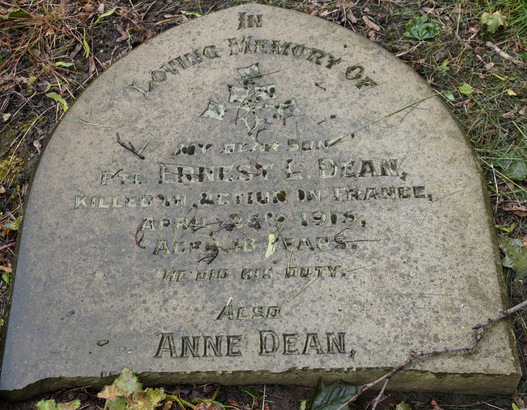 IN
LOVING MEMORY OF
MY DEAR SON
PTE ERNEST L. DEAN,
KILLED IN ACTION IN FRANCE,
APRIL 1918,
AGED 18 YEARS.
HE DID HIS DUTY.
ALSO
ANNE DEAN,